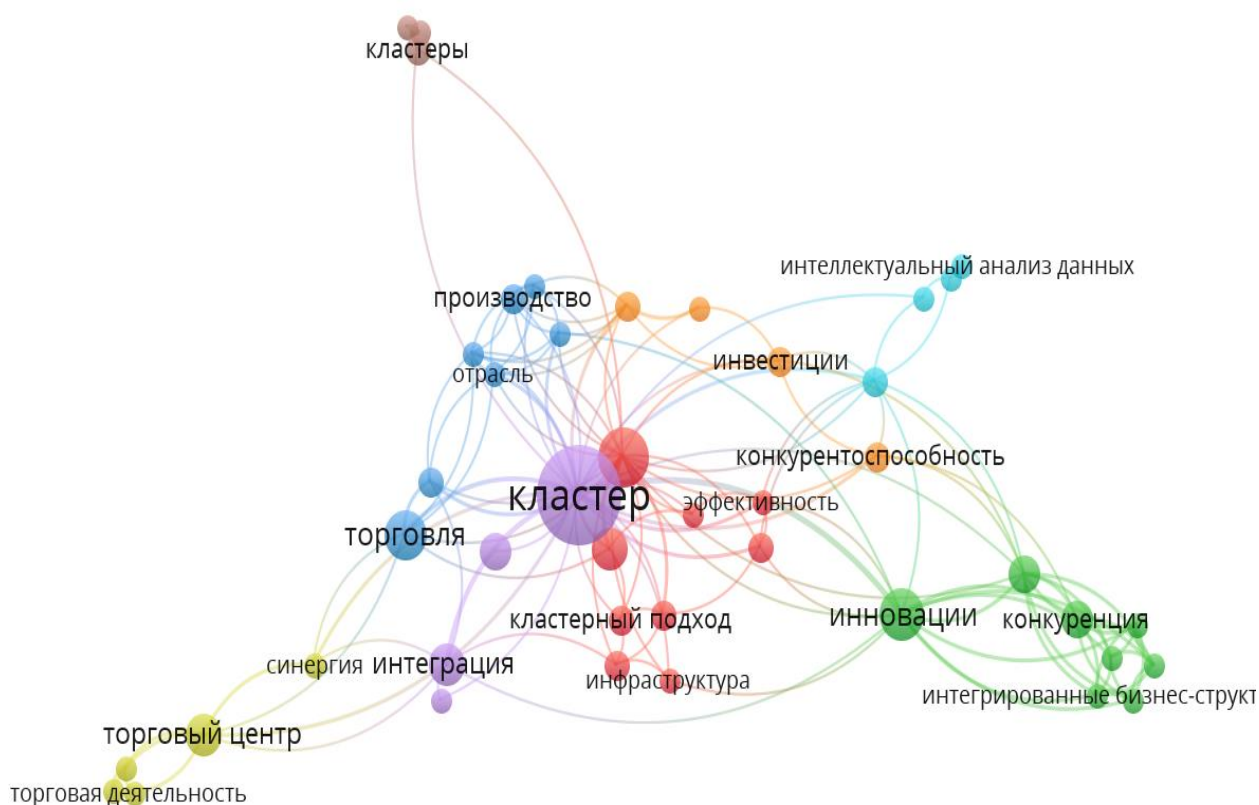 кластеры
интеллектуальный анализ данных
производство
инвестиции
отрасль
конкурентоспособность
кластер
эффективность
торговля
кластерный подход
инновации
конкуренция
синергия
интеграция
инфраструктура
интегрированные бизнес-структ
торговый центр
торговая деятельность